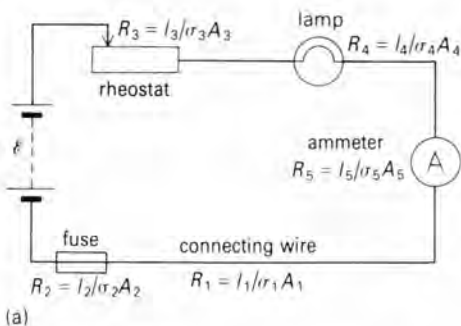 R₃ = l₃/σ₃A₃
lamp
rheostat
R₄ = l₄/σ₄A₄
ℰ
ammeter
A
R₅ = l₅/σ₅A₅
fuse
connecting wire
R₂ = l₂/σ₂A₂
R₁ = l₁/σ₁A₁
(a)